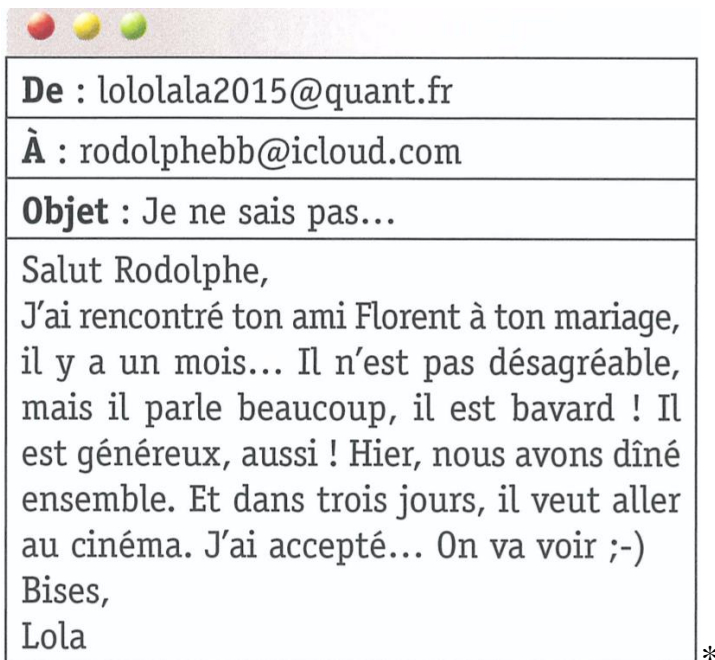 De : lololala2015@quant.fr
À : rodolphebb@icloud.com
Objet : Je ne sais pas...
Salut Rodolphe,
J'ai rencontré ton ami Florent à ton mariage,
il y a un mois... Il n'est pas désagréable,
mais il parle beaucoup, il est bavard ! Il
est généreux, aussi ! Hier, nous avons dîné
ensemble. Et dans trois jours, il veut aller
au cinéma. J'ai accepté... On va voir ;-)
Bises,
Lola
*